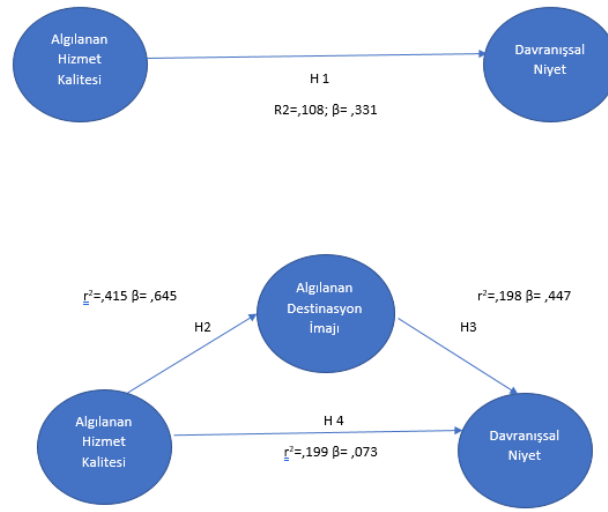 Algılanan
Hizmet
Kalitesi
Davranışsal
Niyet
H 1
R2=,108; β= ,331
r²=,415 β= ,645
Algılanan
Destinasyon
İmajı
r²=,198 β= ,447
H2
H3
Algılanan
Hizmet
Kalitesi
H 4
r²=,199 β= ,073
Davranışsal
Niyet